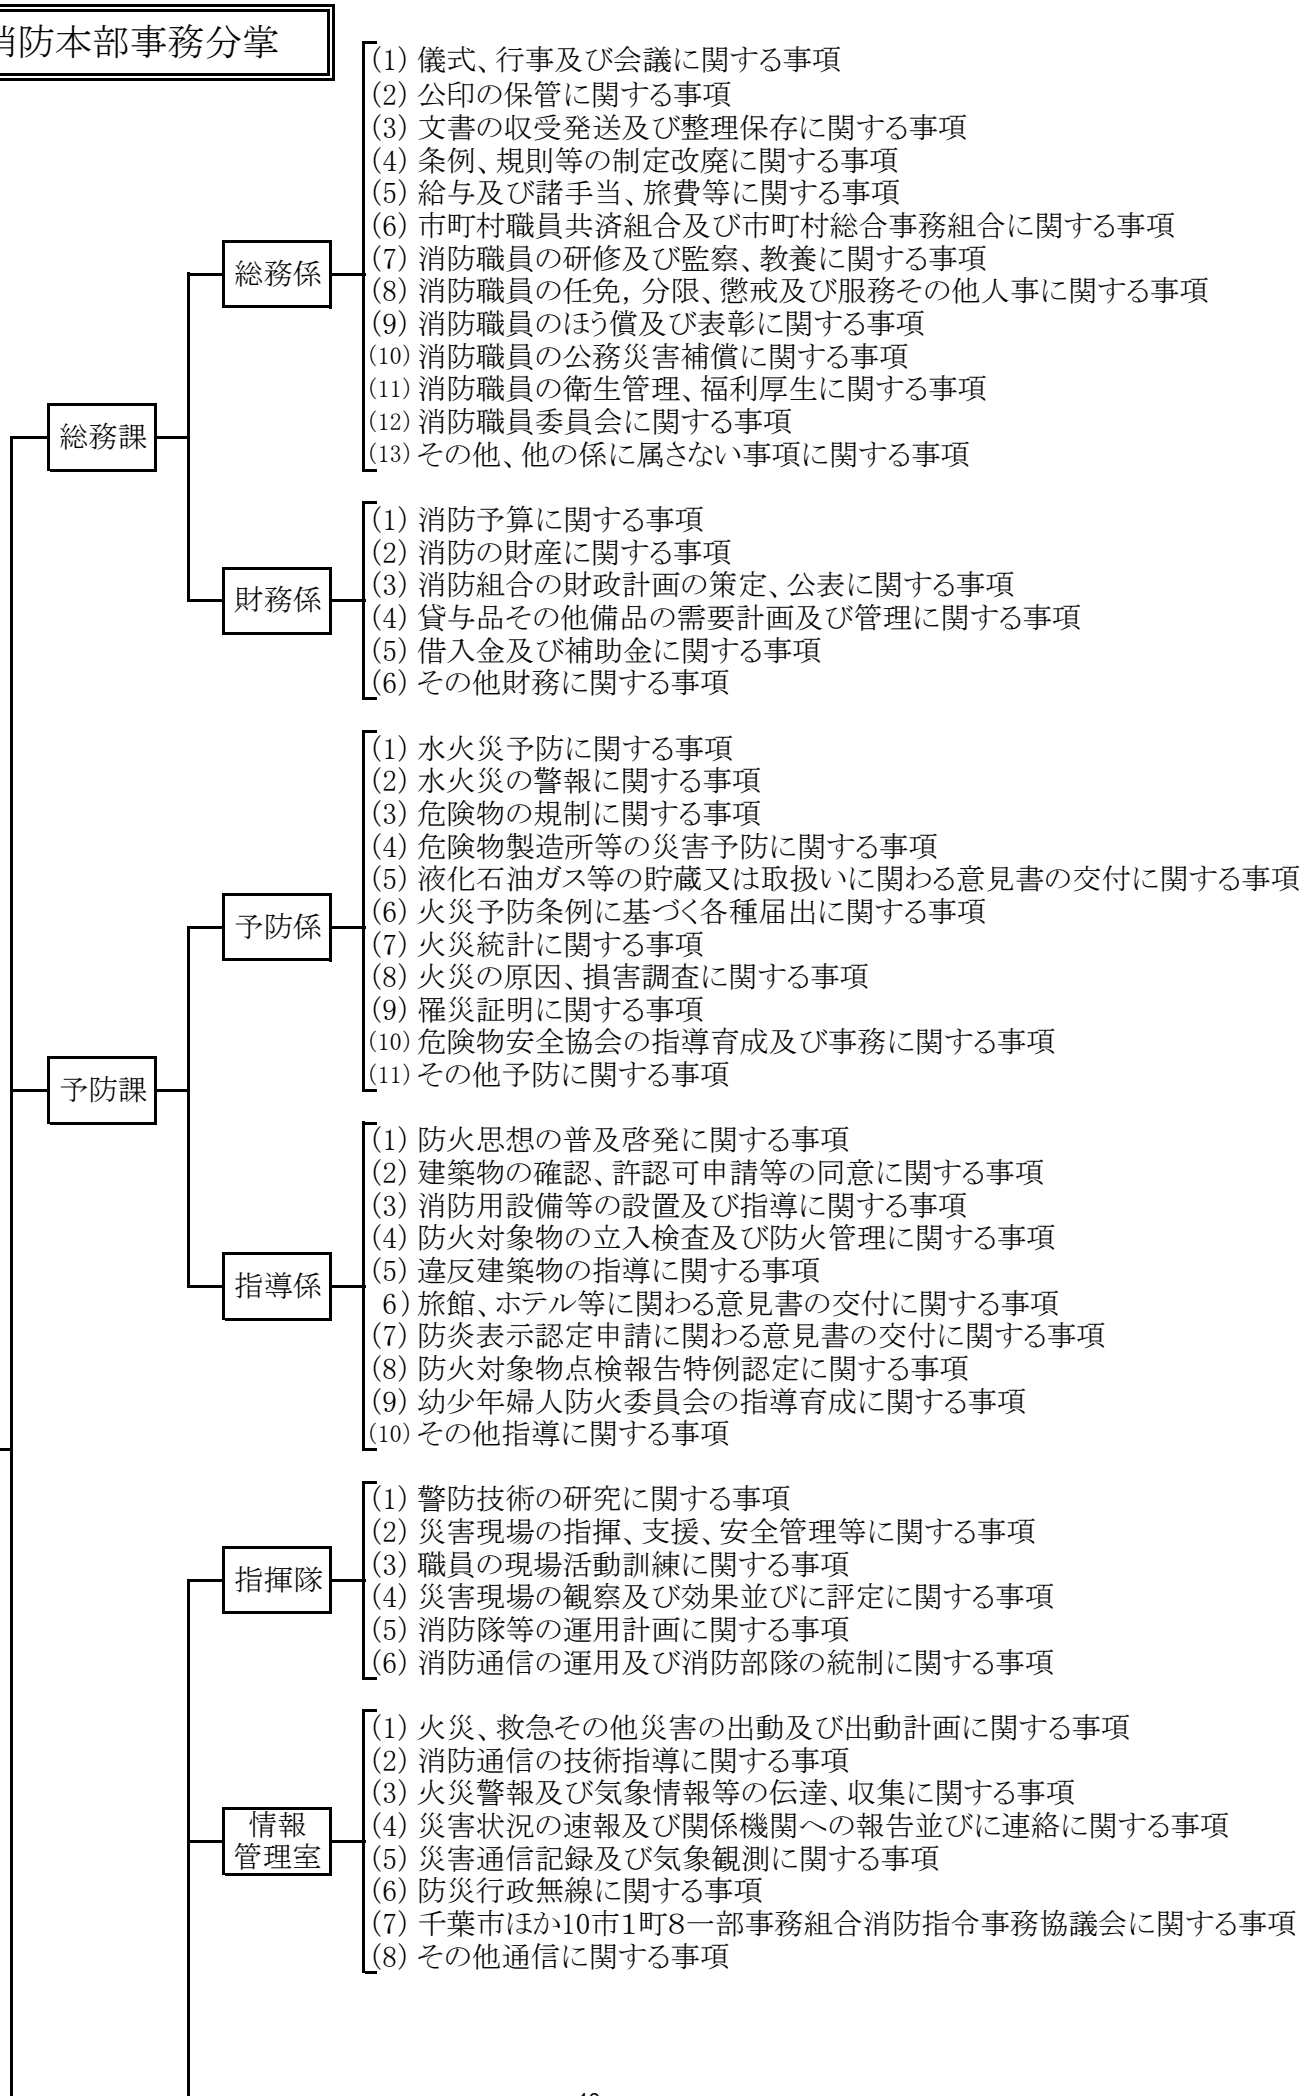 消防本部事務分掌
(1) 儀式、行事及び会議に関する事項
(2) 公印の保管に関する事項
(3) 文書の収受発送及び整理保存に関する事項
(4) 条例、規則等の制定改廃に関する事項
(5) 給与及び諸手当、旅費等に関する事項
(6) 市町村職員共済組合及び市町村総合事務組合に関する事項
総務係
(7) 消防職員の研修及び監察、教養に関する事項
(8) 消防職員の任免，分限、懲戒及び服務その他人事に関する事項
(9) 消防職員のほう償及び表彰に関する事項
(10) 消防職員の公務災害補償に関する事項
(11) 消防職員の衛生管理、福利厚生に関する事項
(12) 消防職員委員会に関する事項
総務課
(13) その他、他の係に属さない事項に関する事項
(1) 消防予算に関する事項
(2) 消防の財産に関する事項
(3) 消防組合の財政計画の策定、公表に関する事項
財務係
(4) 貸与品その他備品の需要計画及び管理に関する事項
(5) 借入金及び補助金に関する事項
(6) その他財務に関する事項
(1) 水火災予防に関する事項
(2) 水火災の警報に関する事項
(3) 危険物の規制に関する事項
(4) 危険物製造所等の災害予防に関する事項
(5) 液化石油ガス等の貯蔵又は取扱いに関わる意見書の交付に関する事項
(6) 火災予防条例に基づく各種届出に関する事項
予防係
(7) 火災統計に関する事項
(8) 火災の原因、損害調査に関する事項
(9) 罹災証明に関する事項
(10) 危険物安全協会の指導育成及び事務に関する事項
(11) その他予防に関する事項
予防課
(1) 防火思想の普及啓発に関する事項
(2) 建築物の確認、許認可申請等の同意に関する事項
(3) 消防用設備等の設置及び指導に関する事項
(4) 防火対象物の立入検査及び防火管理に関する事項
(5) 違反建築物の指導に関する事項
指導係
6) 旅館、ホテル等に関わる意見書の交付に関する事項
(7) 防炎表示認定申請に関わる意見書の交付に関する事項
(8) 防火対象物点検報告特例認定に関する事項
(9) 幼少年婦人防火委員会の指導育成に関する事項
(10) その他指導に関する事項
(1) 警防技術の研究に関する事項
(2) 災害現場の指揮、支援、安全管理等に関する事項
(3) 職員の現場活動訓練に関する事項
指揮隊
(4) 災害現場の観察及び効果並びに評定に関する事項
(5) 消防隊等の運用計画に関する事項
(6) 消防通信の運用及び消防部隊の統制に関する事項
(1) 火災、救急その他災害の出動及び出動計画に関する事項
(2) 消防通信の技術指導に関する事項
(3) 火災警報及び気象情報等の伝達、収集に関する事項
情報
管理室
(4) 災害状況の速報及び関係機関への報告並びに連絡に関する事項
(5) 災害通信記録及び気象観測に関する事項
(6) 防災行政無線に関する事項
(7) 千葉市ほか10市１町８一部事務組合消防指令事務協議会に関する事項
(8) その他通信に関する事項